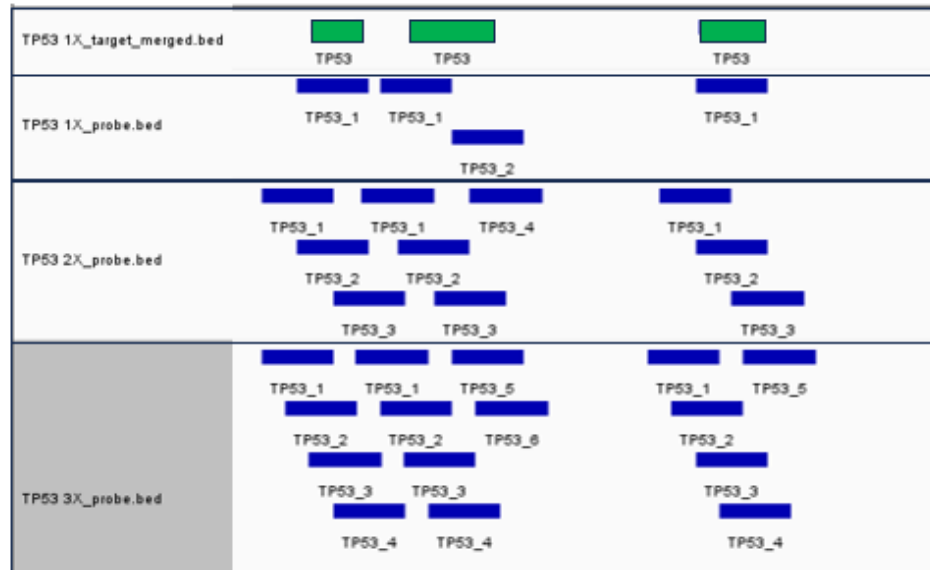 TP53 1X_target_merged.bed
TP53 TP53 TP53
TP53 1X_probe.bed
TP53_1 TP53_1 TP53_1
TP53_2
TP53 2X_probe.bed
TP53_1 TP53_1 TP53_4 TP53_1
TP53_2 TP53_2 TP53_2
TP53_3 TP53_3 TP53_3
TP53 3X_probe.bed
TP53_1 TP53_1 TP53_5 TP53_1 TP53_5
TP53_2 TP53_2 TP53_6 TP53_2
TP53_3 TP53_3 TP53_3
TP53_4 TP53_4 TP53_4